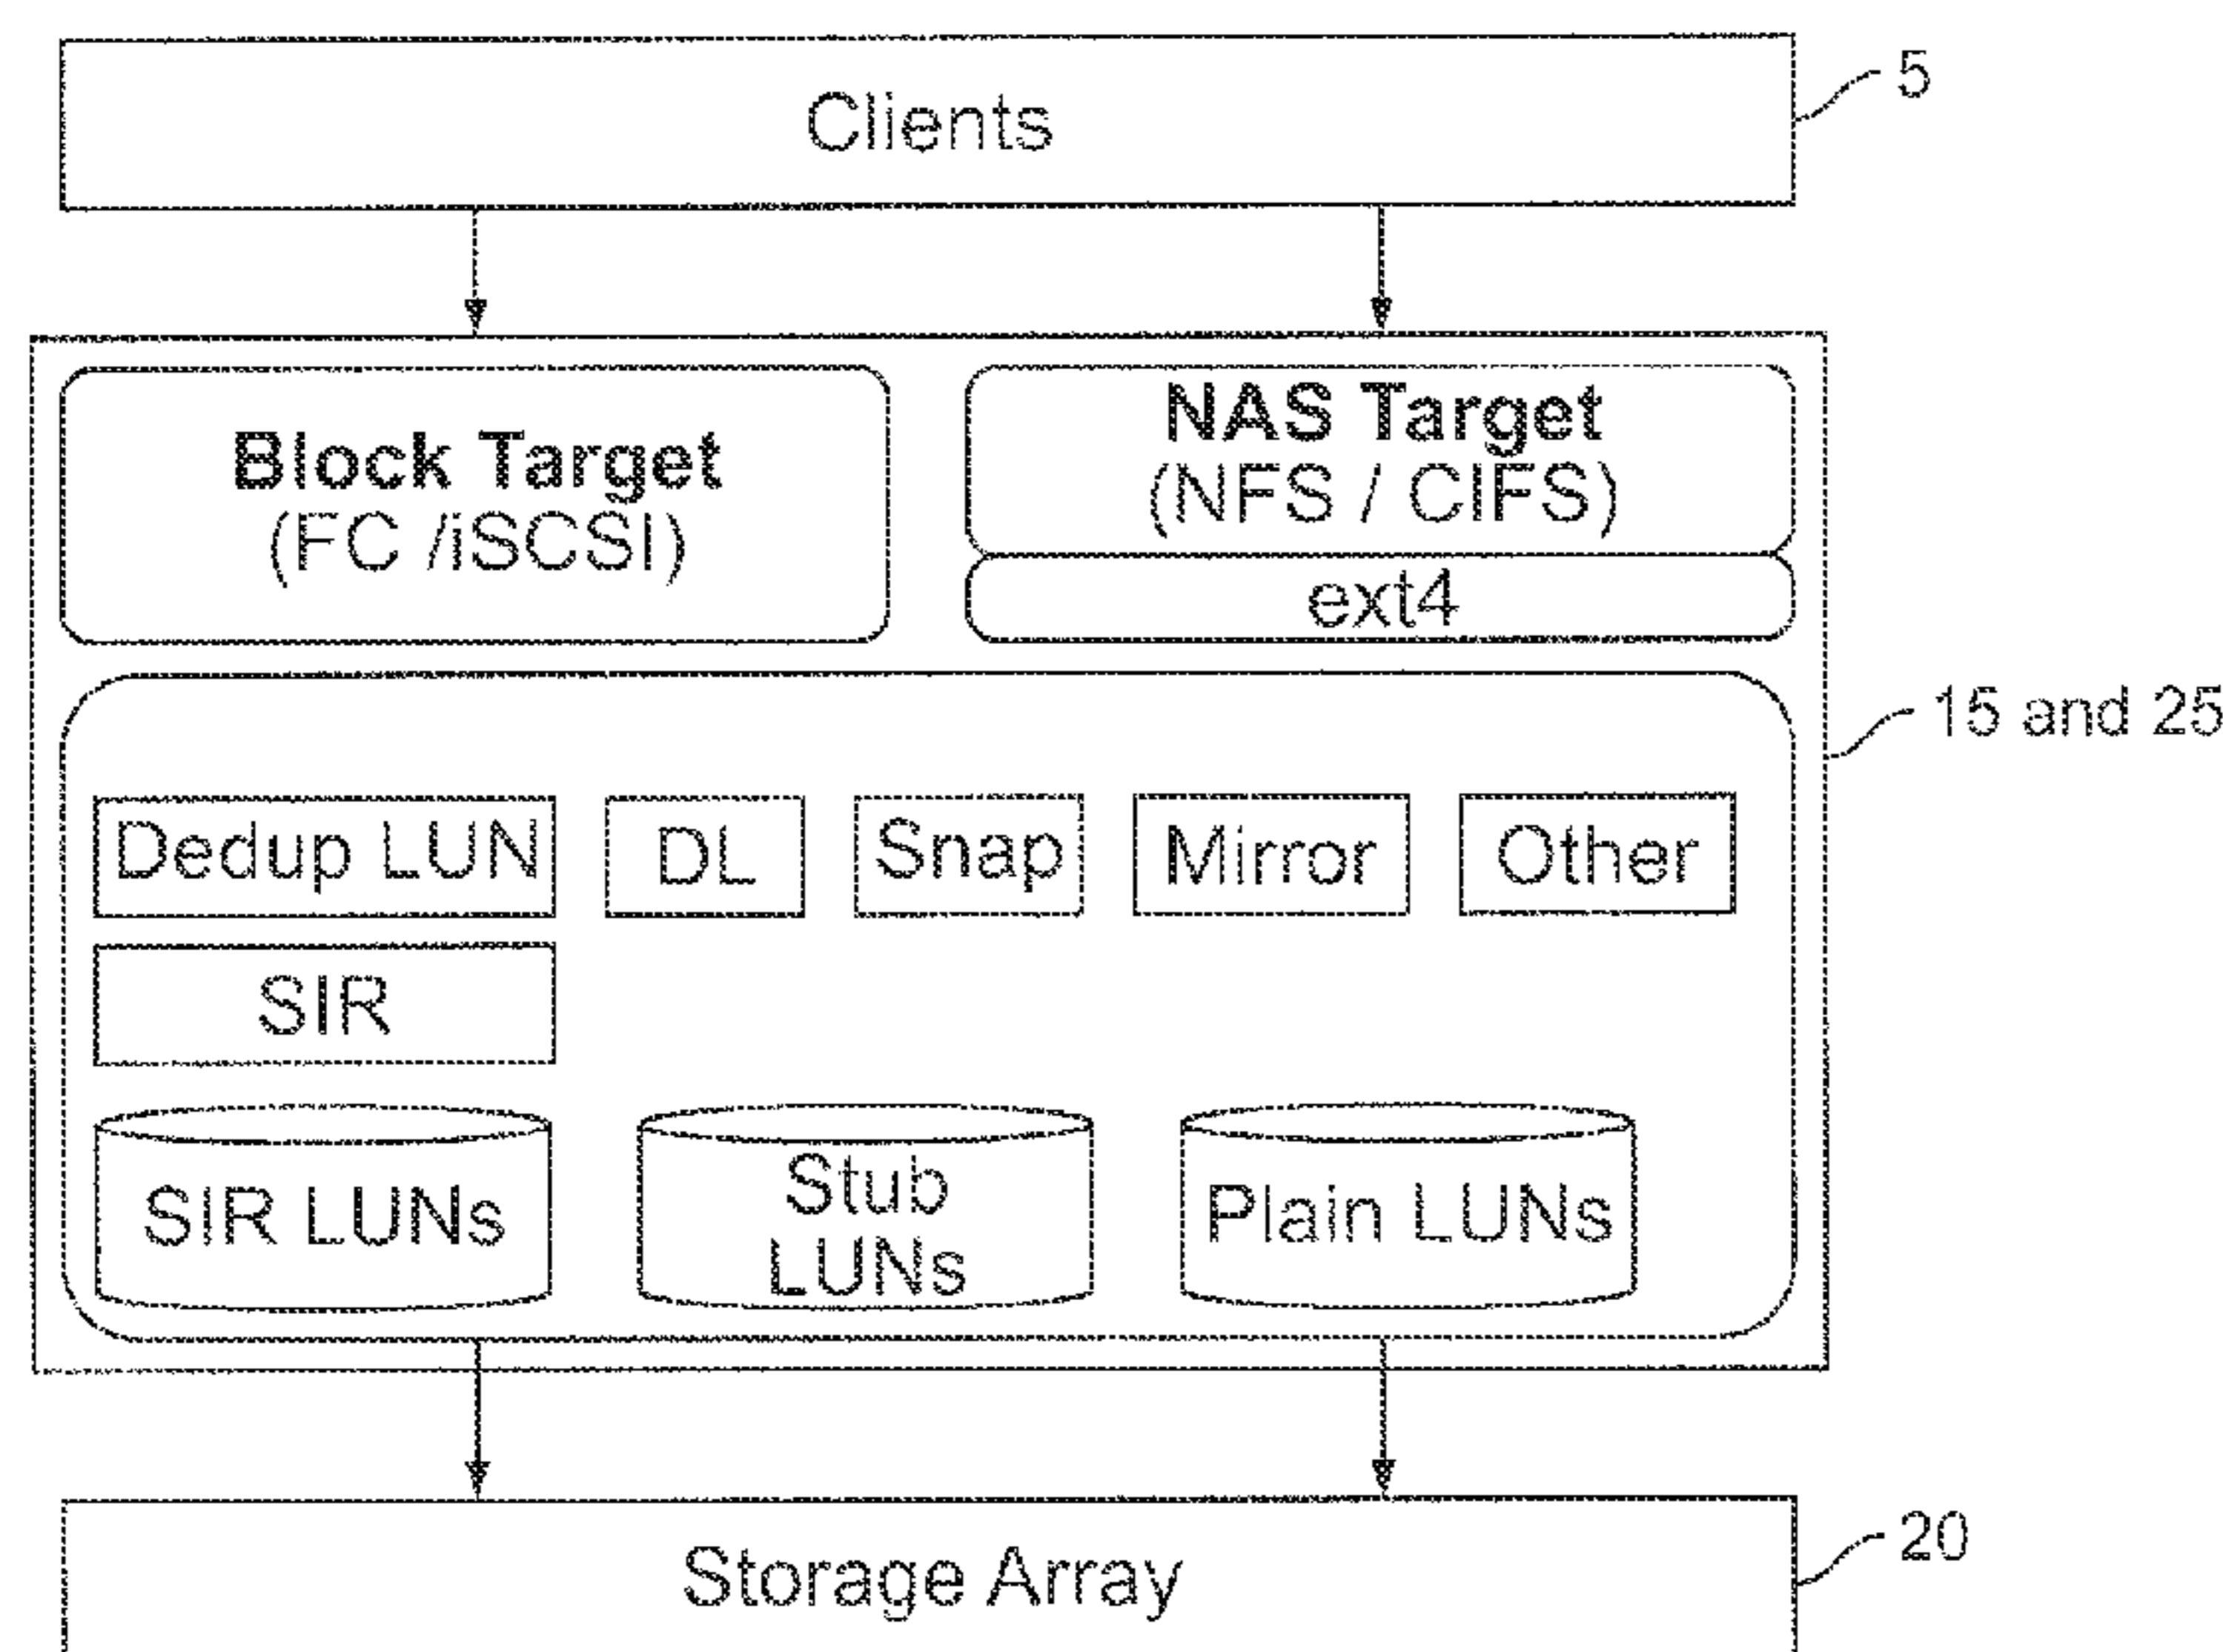 Clients
5
Block Target
(FC /iSCSI)
NAS Target
(NFS / CIFS)
ext4
15 and 25
Dedup LUN
DL
Snap
Mirror
Other
SIR
SIR LUNs
Stub
LUNs
Plain LUNs
Storage Array
20